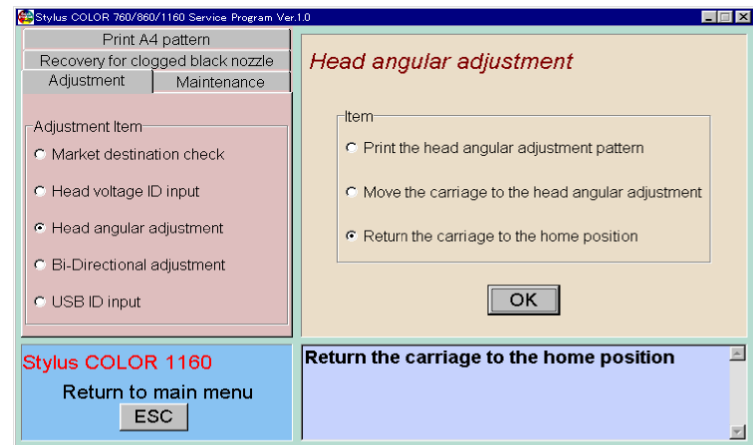 Stylus COLOR 760/860/1160 Service Program Ver.1.0
Print A4 pattern
Recovery for clogged black nozzle
Adjustment
Maintenance
Adjustment Item
Market destination check
Head voltage ID input
Head angular adjustment
Bi-Directional adjustment
USB ID input
Head angular adjustment
Item
Print the head angular adjustment pattern
Move the carriage to the head angular adjustment
Return the carriage to the home position
OK
Stylus COLOR 1160
Return to main menu
ESC
Return the carriage to the home position